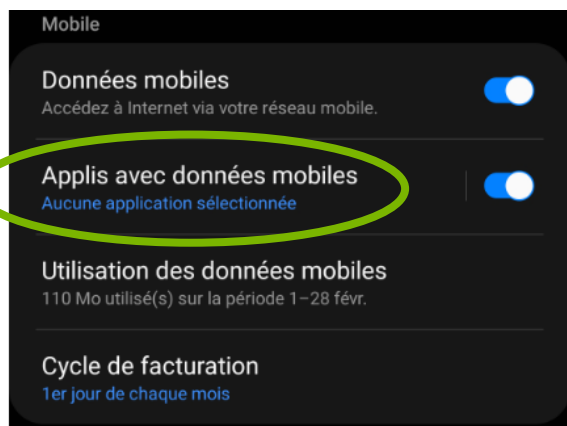 Mobile
Données mobiles
Accédez à Internet via votre réseau mobile.
Applis avec données mobiles
Aucune application sélectionnée
Utilisation des données mobiles
110 Mo utilisé(s) sur la période 1–28 févr.
Cycle de facturation
1er jour de chaque mois